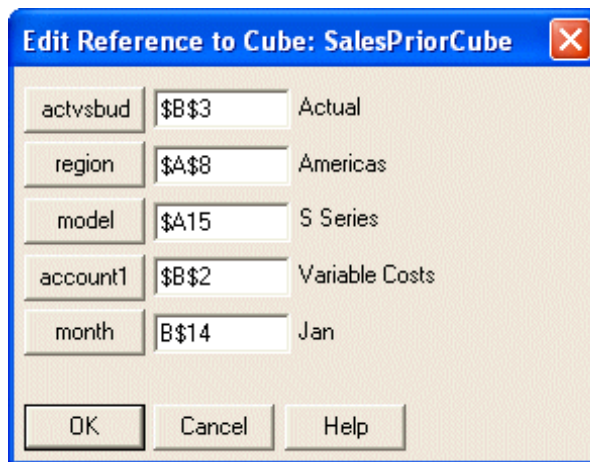 Edit Reference to Cube: SalesPriorCube
actvsbud $B$3 Actual
region $A$8 Americas
model $A15 S Series
account1 $B$2 Variable Costs
month B$14 Jan
OK Cancel Help